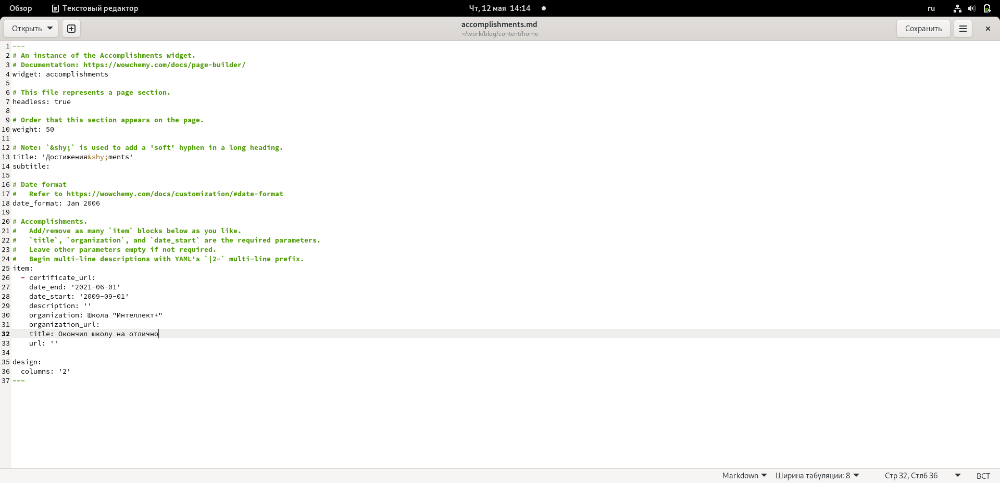 Обзор Текстовый редактор Чт, 12 мая 14:14 ru
Открыть accomplishments.md Сохранить
~/work/blog/content/home
1 ---
2 # An instance of the Accomplishments widget.
3 # Documentation: https://wowchemy.com/docs/page-builder/
4 widget: accomplishments
5
6 # This file represents a page section.
7 headless: true
8
9 # Order that this section appears on the page.
10 weight: 50
11
12 # Note: `&shy;` is used to add a 'soft' hyphen in a long heading.
13 title: 'Достижения&shy;ments'
14 subtitle:
15
16 # Date format
17 #   Refer to https://wowchemy.com/docs/customization/#date-format
18 date_format: Jan 2006
19
20 # Accomplishments.
21 #   Add/remove as many `item` blocks below as you like.
22 #   `title`, `organization`, and `date_start` are the required parameters.
23 #   Leave other parameters empty if not required.
24 #   Begin multi-line descriptions with YAML's `|2-` multi-line prefix.
25 item:
26   - certificate_url:
27     date_end: '2021-06-01'
28     date_start: '2009-09-01'
29     description: ''
30     organization: Школа "Интеллект+"
31     organization_url:
32     title: Окончил школу на отлично
33     url: ''
34
35 design:
36   columns: '2'
37 ---
Markdown Ширина табуляции: 8 Стр 32, Стлб 36 ВСТ